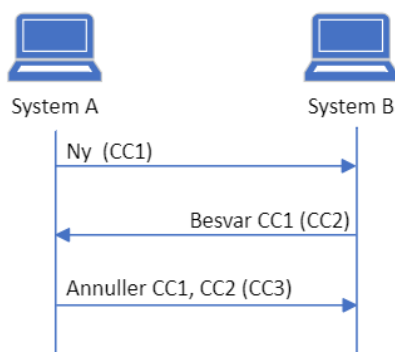 System A
System B
Ny (CC1)
Besvar CC1 (CC2)
Annuller CC1, CC2 (CC3)